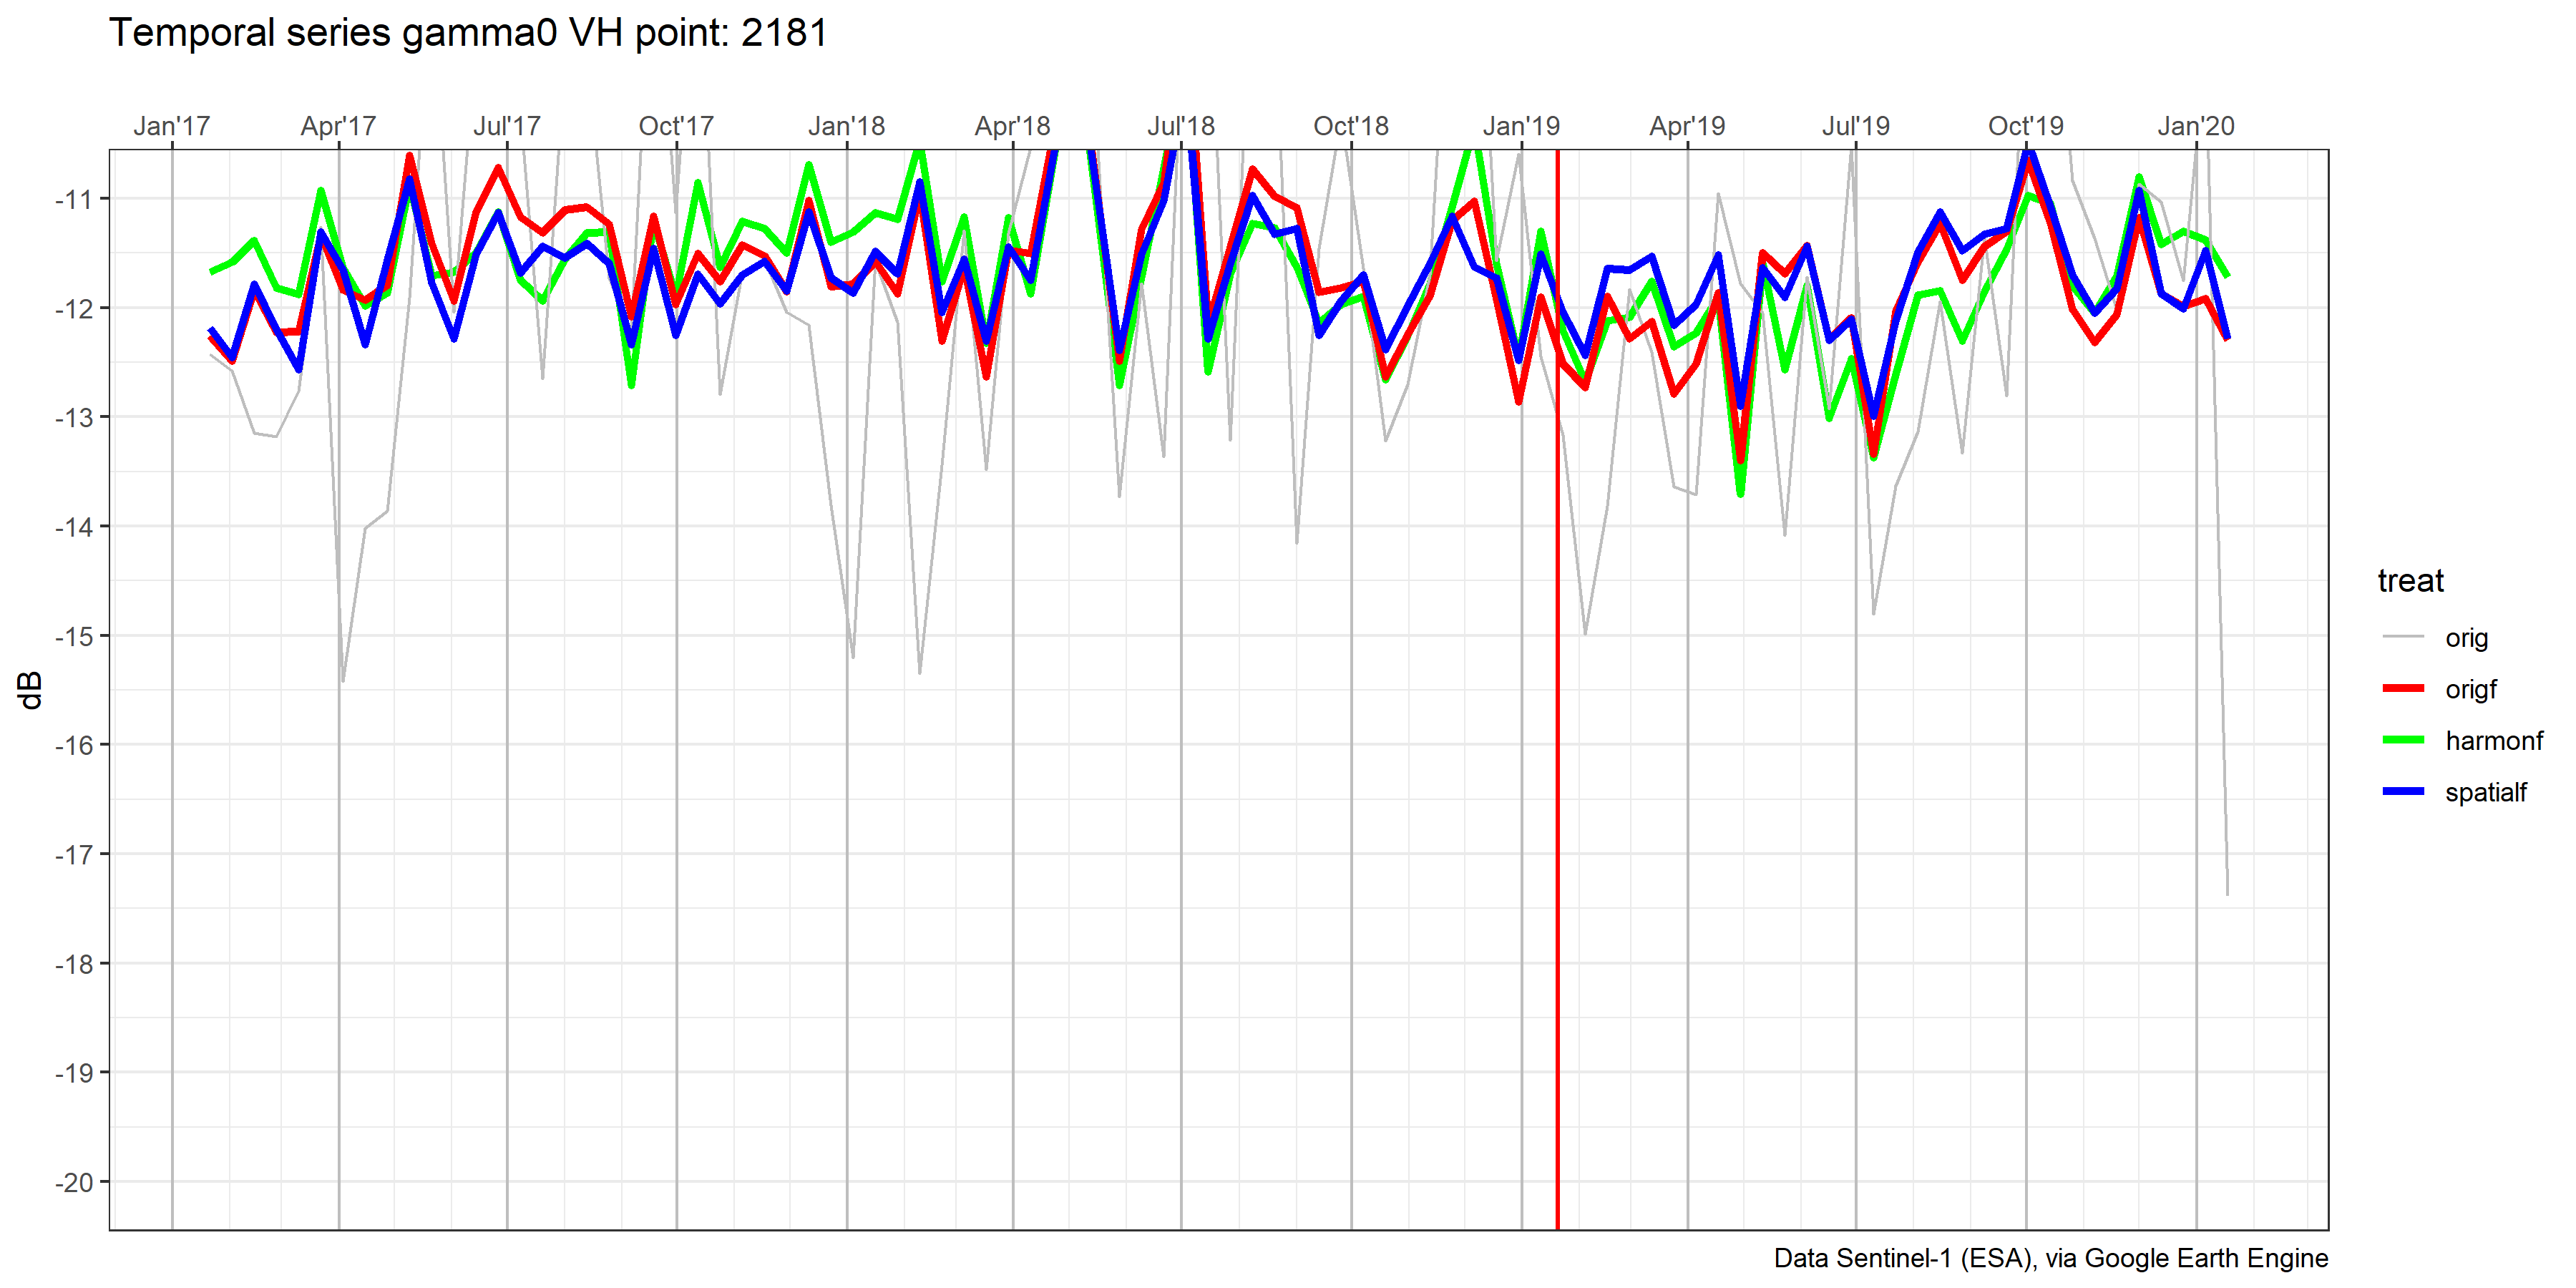 Temporal series gamma0 VH point: 2181
Jan'17 Apr'17 Jul'17 Oct'17 Jan'18 Apr'18 Jul'18 Oct'18 Jan'19 Apr'19 Jul'19 Oct'19 Jan'20
-11
-12
-13
-14
-15
-16
-17
-18
-19
-20
dB
treat
orig
origf
harmonf
spatialf
Data Sentinel-1 (ESA), via Google Earth Engine